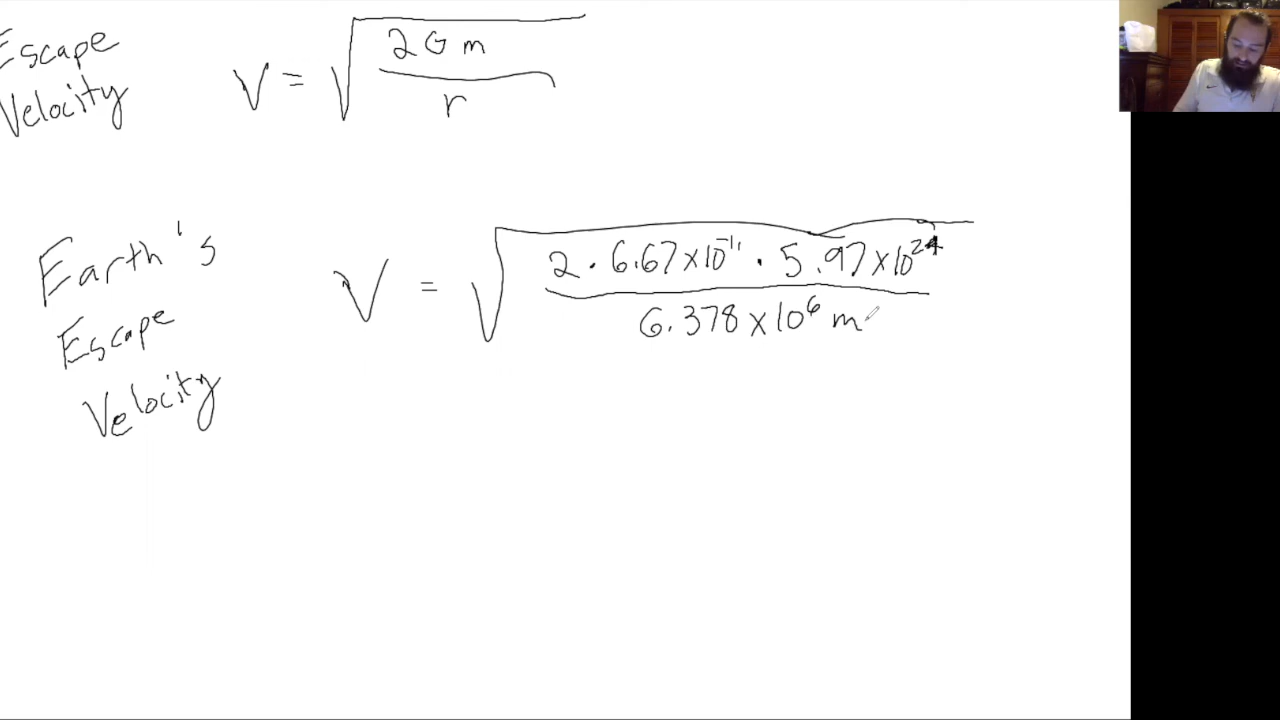 Escape
Velocity
V = √(2Gm / r)
Earth's
Escape
Velocity
V = √(2 · 6.67 x 10⁻¹¹ · 5.97 x 10²⁴ / 6.378 x 10⁶ m)